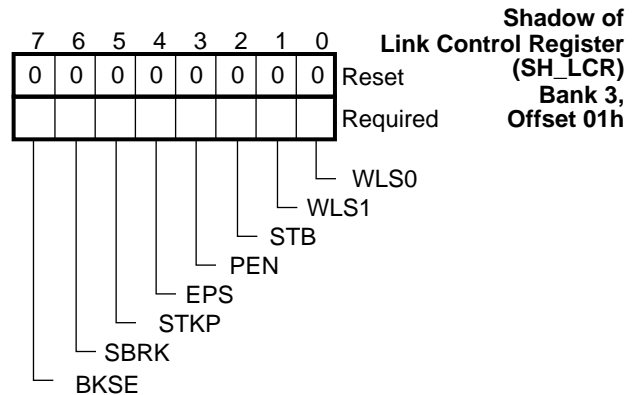 Shadow of
Link Control Register
(SH_LCR)
Bank 3,
Offset 01h
7 6 5 4 3 2 1 0
0 0 0 0 0 0 0 0 Reset
Required
WLS0
WLS1
STB
PEN
EPS
STKP
SBRK
BKSE